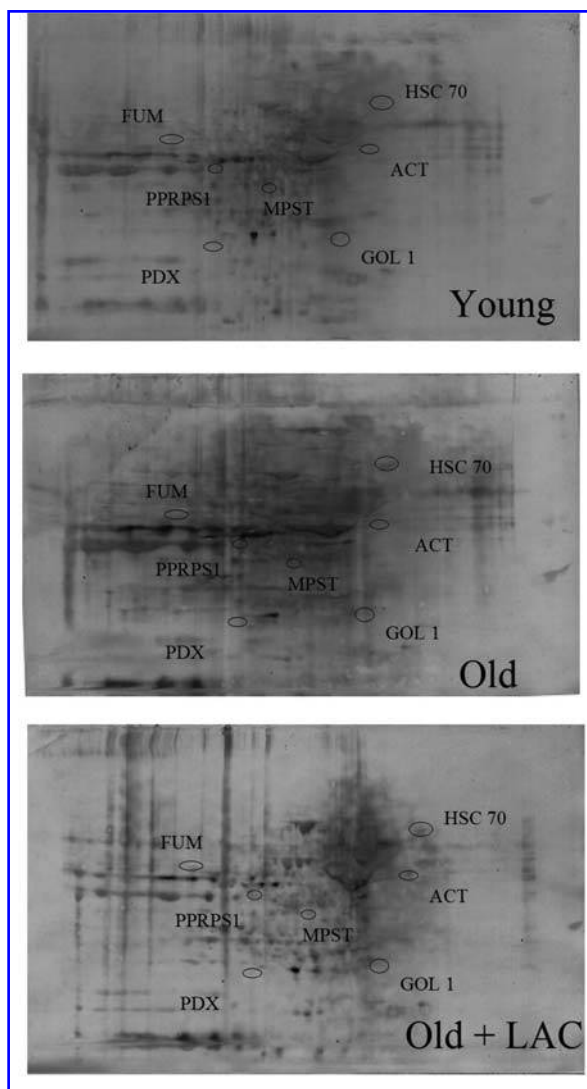 HSC 70
FUM
ACT
PPRPS1
MPST
GOL 1
PDX
Young
HSC 70
FUM
ACT
PPRPS1
MPST
GOL 1
PDX
Old
HSC 70
FUM
ACT
PPRPS1
MPST
GOL 1
PDX
Old + LAC